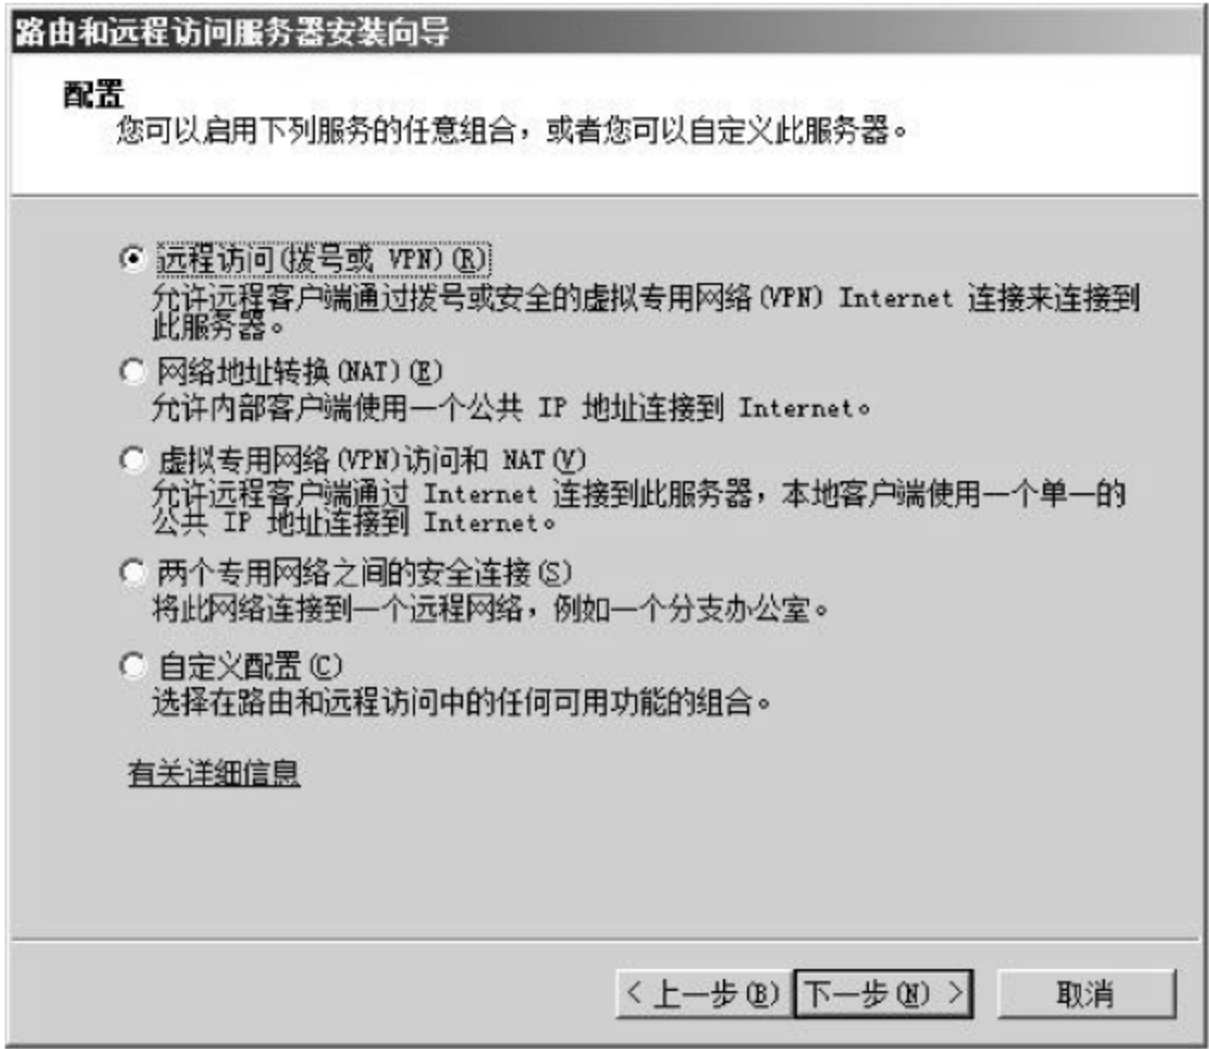 路由和远程访问服务器安装向导
配置
您可以启用下列服务的任意组合，或者您可以自定义此服务器。
远程访问(拨号或 VPN)(R)
允许远程客户端通过拨号或安全的虚拟专用网络(VPN) Internet 连接来连接到
此服务器。
网络地址转换(NAT)(E)
允许内部客户端使用一个公共 IP 地址连接到 Internet。
虚拟专用网络(VPN)访问和 NAT(V)
允许远程客户端通过 Internet 连接到此服务器，本地客户端使用一个单一的
公共 IP 地址连接到 Internet。
两个专用网络之间的安全连接(S)
将此网络连接到一个远程网络，例如一个分支办公室。
自定义配置(C)
选择在路由和远程访问中的任何可用功能的组合。
有关详细信息
< 上一步(B) 下一步(N) > 取消